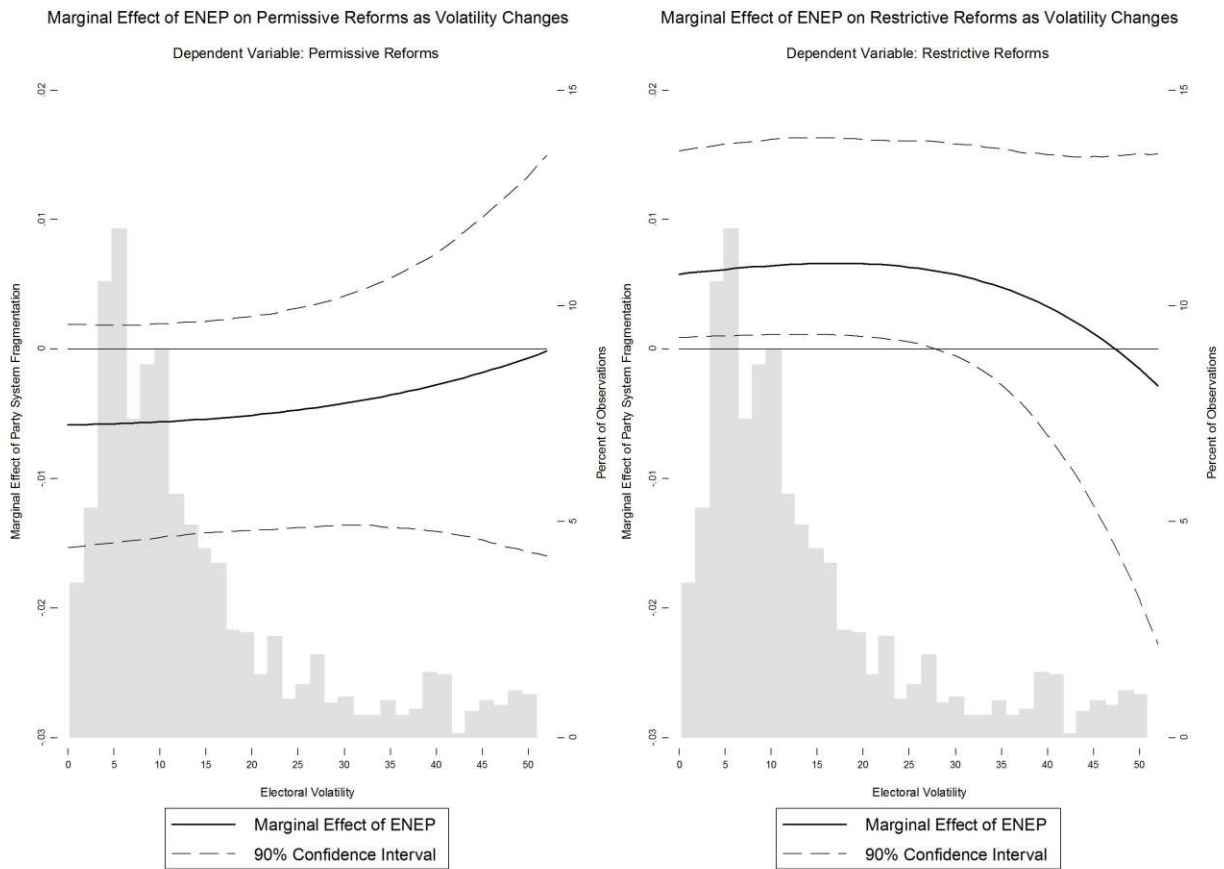 Marginal Effect of ENEP on Permissive Reforms as Volatility Changes
Dependent Variable: Permissive Reforms
Marginal Effect of Party System Fragmentation
.02
.01
0
-.01
-.02
-.03
15
10
5
0
Percent of Observations
0 5 10 15 20 25 30 35 40 45 50
Electoral Volatility
Marginal Effect of ENEP
90% Confidence Interval
Marginal Effect of ENEP on Restrictive Reforms as Volatility Changes
Dependent Variable: Restrictive Reforms
Marginal Effect of Party System Fragmentation
.02
.01
0
-.01
-.02
-.03
15
10
5
0
Percent of Observations
0 5 10 15 20 25 30 35 40 45 50
Electoral Volatility
Marginal Effect of ENEP
90% Confidence Interval